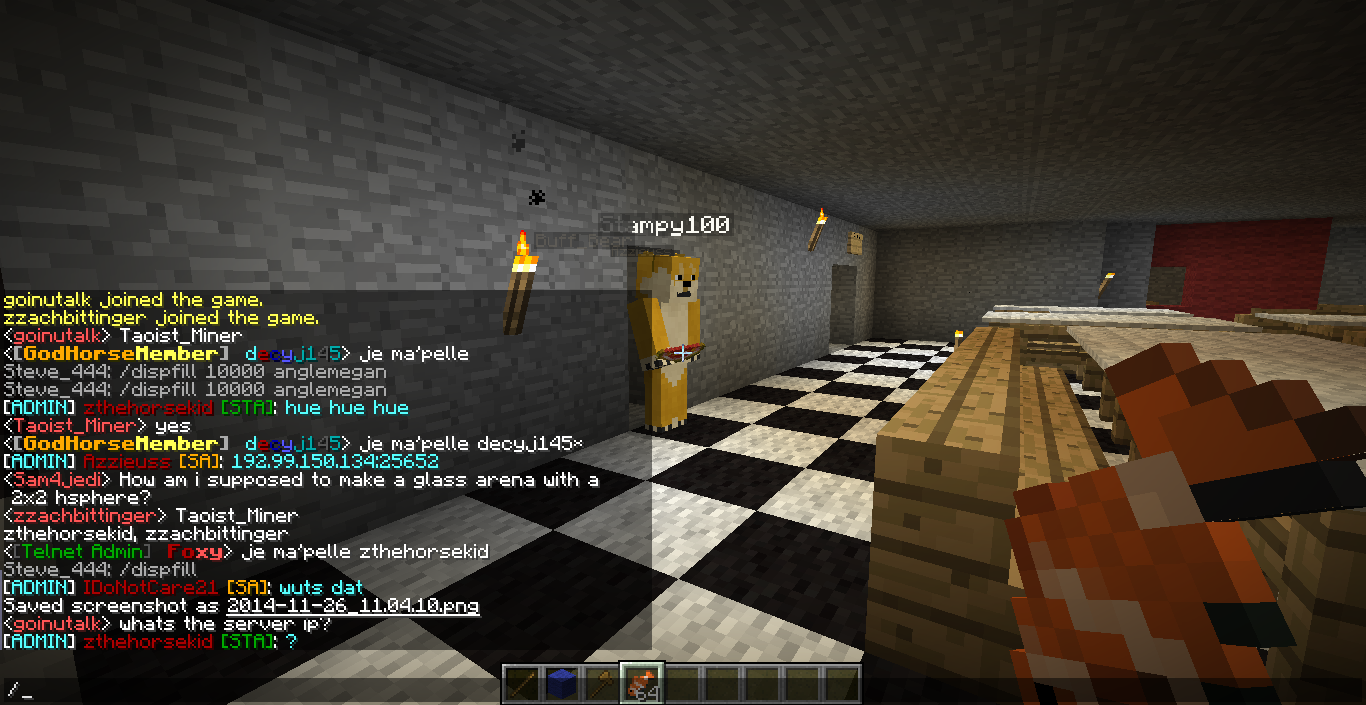 Stampy100
goinutalk joined the game.
zzachbittinger joined the game.
<goinutalk> Taoist_Miner
<[GodHorseMember] decyj145> je ma'pelle
Steve_444: /dispfill 10000 anglemegan
Steve_444: /dispfill 10000 anglemegan
[ADMIN] zthehorsekid [STA]: hue hue hue
<Taoist_Miner> yes
<[GodHorseMember] decyj145> je ma'pelle decyj145*
[ADMIN] Azzieuss [SA]: 192.99.150.134:25652
<Sam4jedi> How am i supposed to make a glass arena with a
2x2 hsphere?
<zzachbittinger> Taoist_Miner
zthehorsekid, zzachbittinger
<[Telnet Admin] Foxy> je ma'pelle zthehorsekid
Steve_444: /dispfill
[ADMIN] IDoNotCare21 [SA]: wuts dat
Saved screenshot as 2014-11-26_11.04.10.png
<goinutalk> whats the server ip?
[ADMIN] zthehorsekid [STA]: ?
/_
64